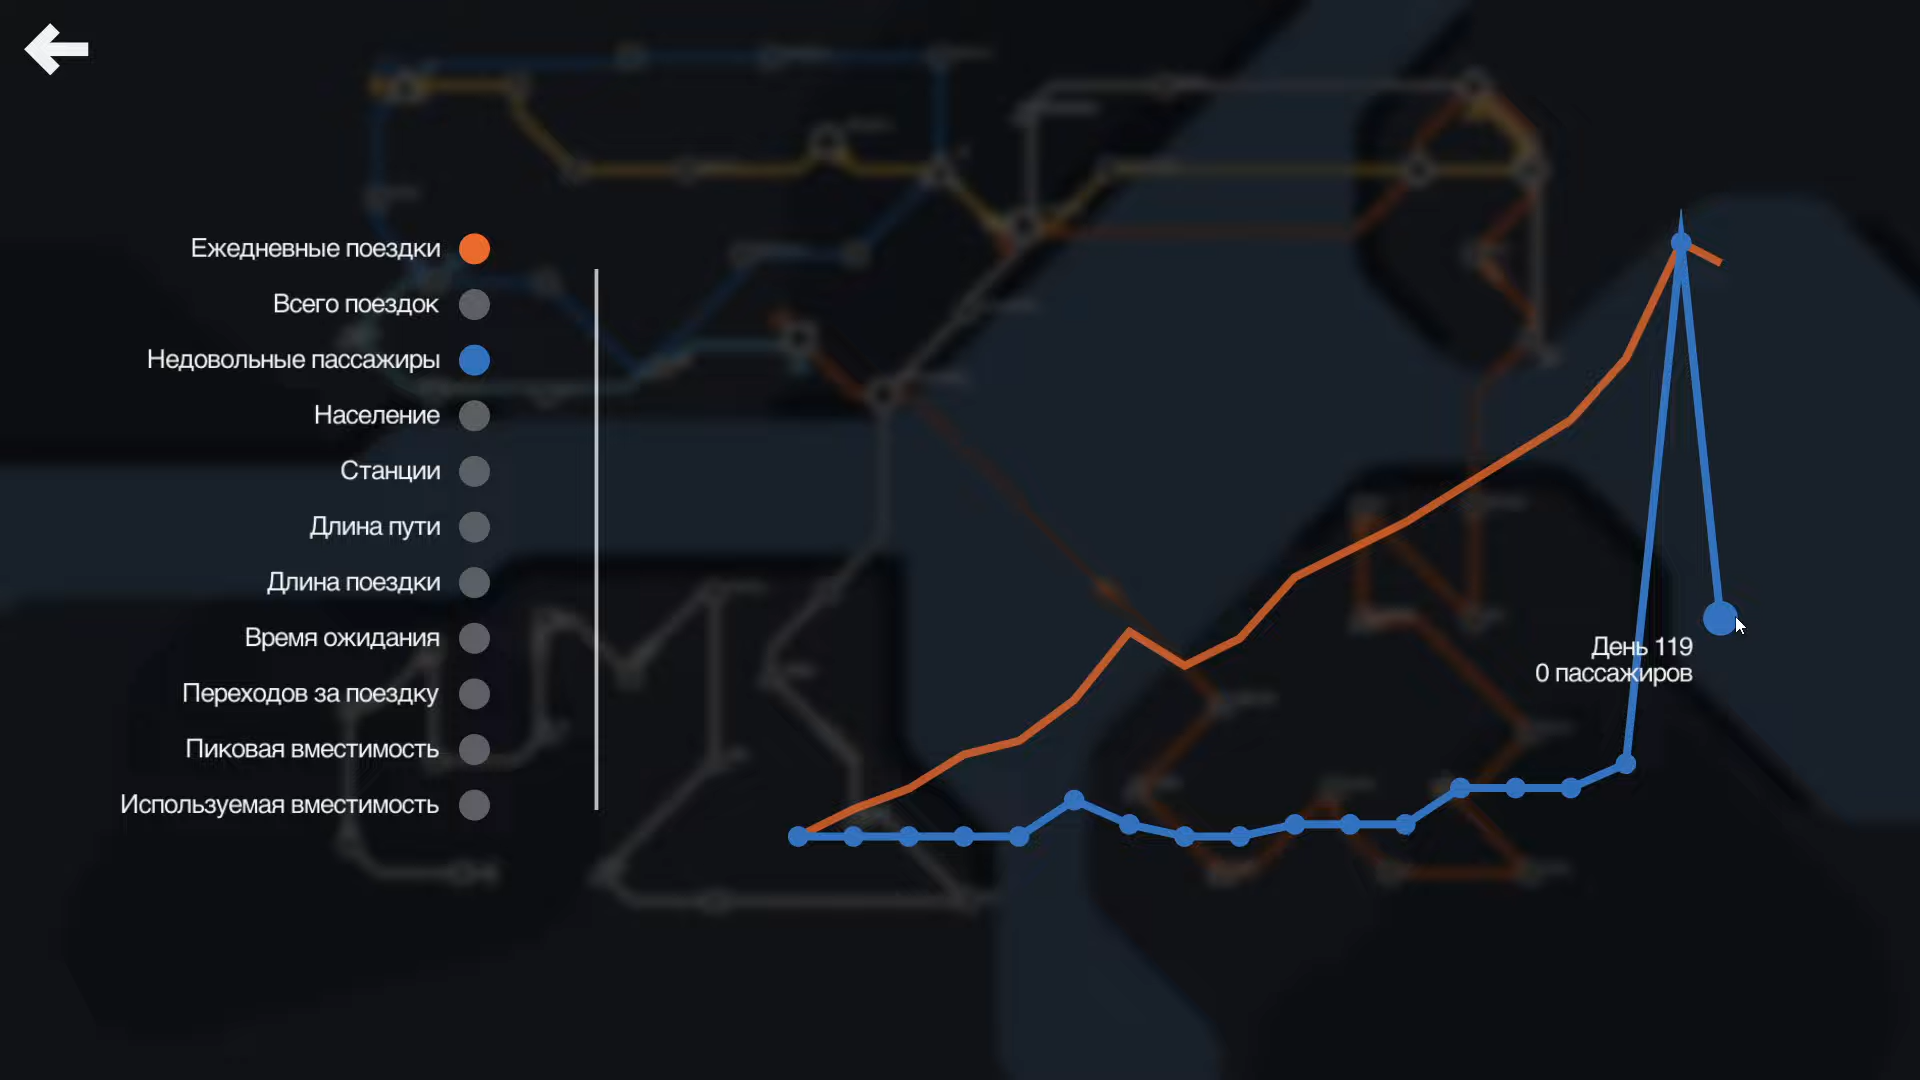 Ежедневные поездки
Всего поездок
Недовольные пассажиры
Население
Станции
Длина пути
Длина поездки
Время ожидания
Переходов за поездку
Пиковая вместимость
Используемая вместимость
День 119
0 пассажиров